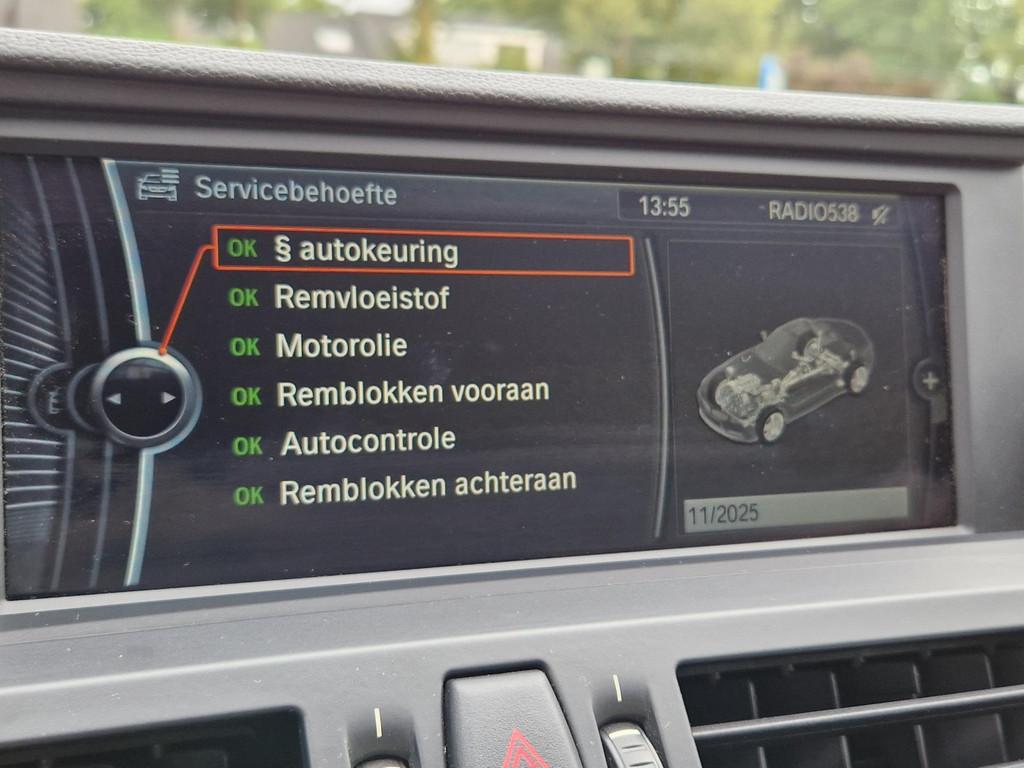 Servicebehoefte
13:55
RADIO538
OK § autokeuring
OK Remvloeistof
OK Motorolie
OK Remblokken vooraan
OK Autocontrole
OK Remblokken achteraan
11/2025